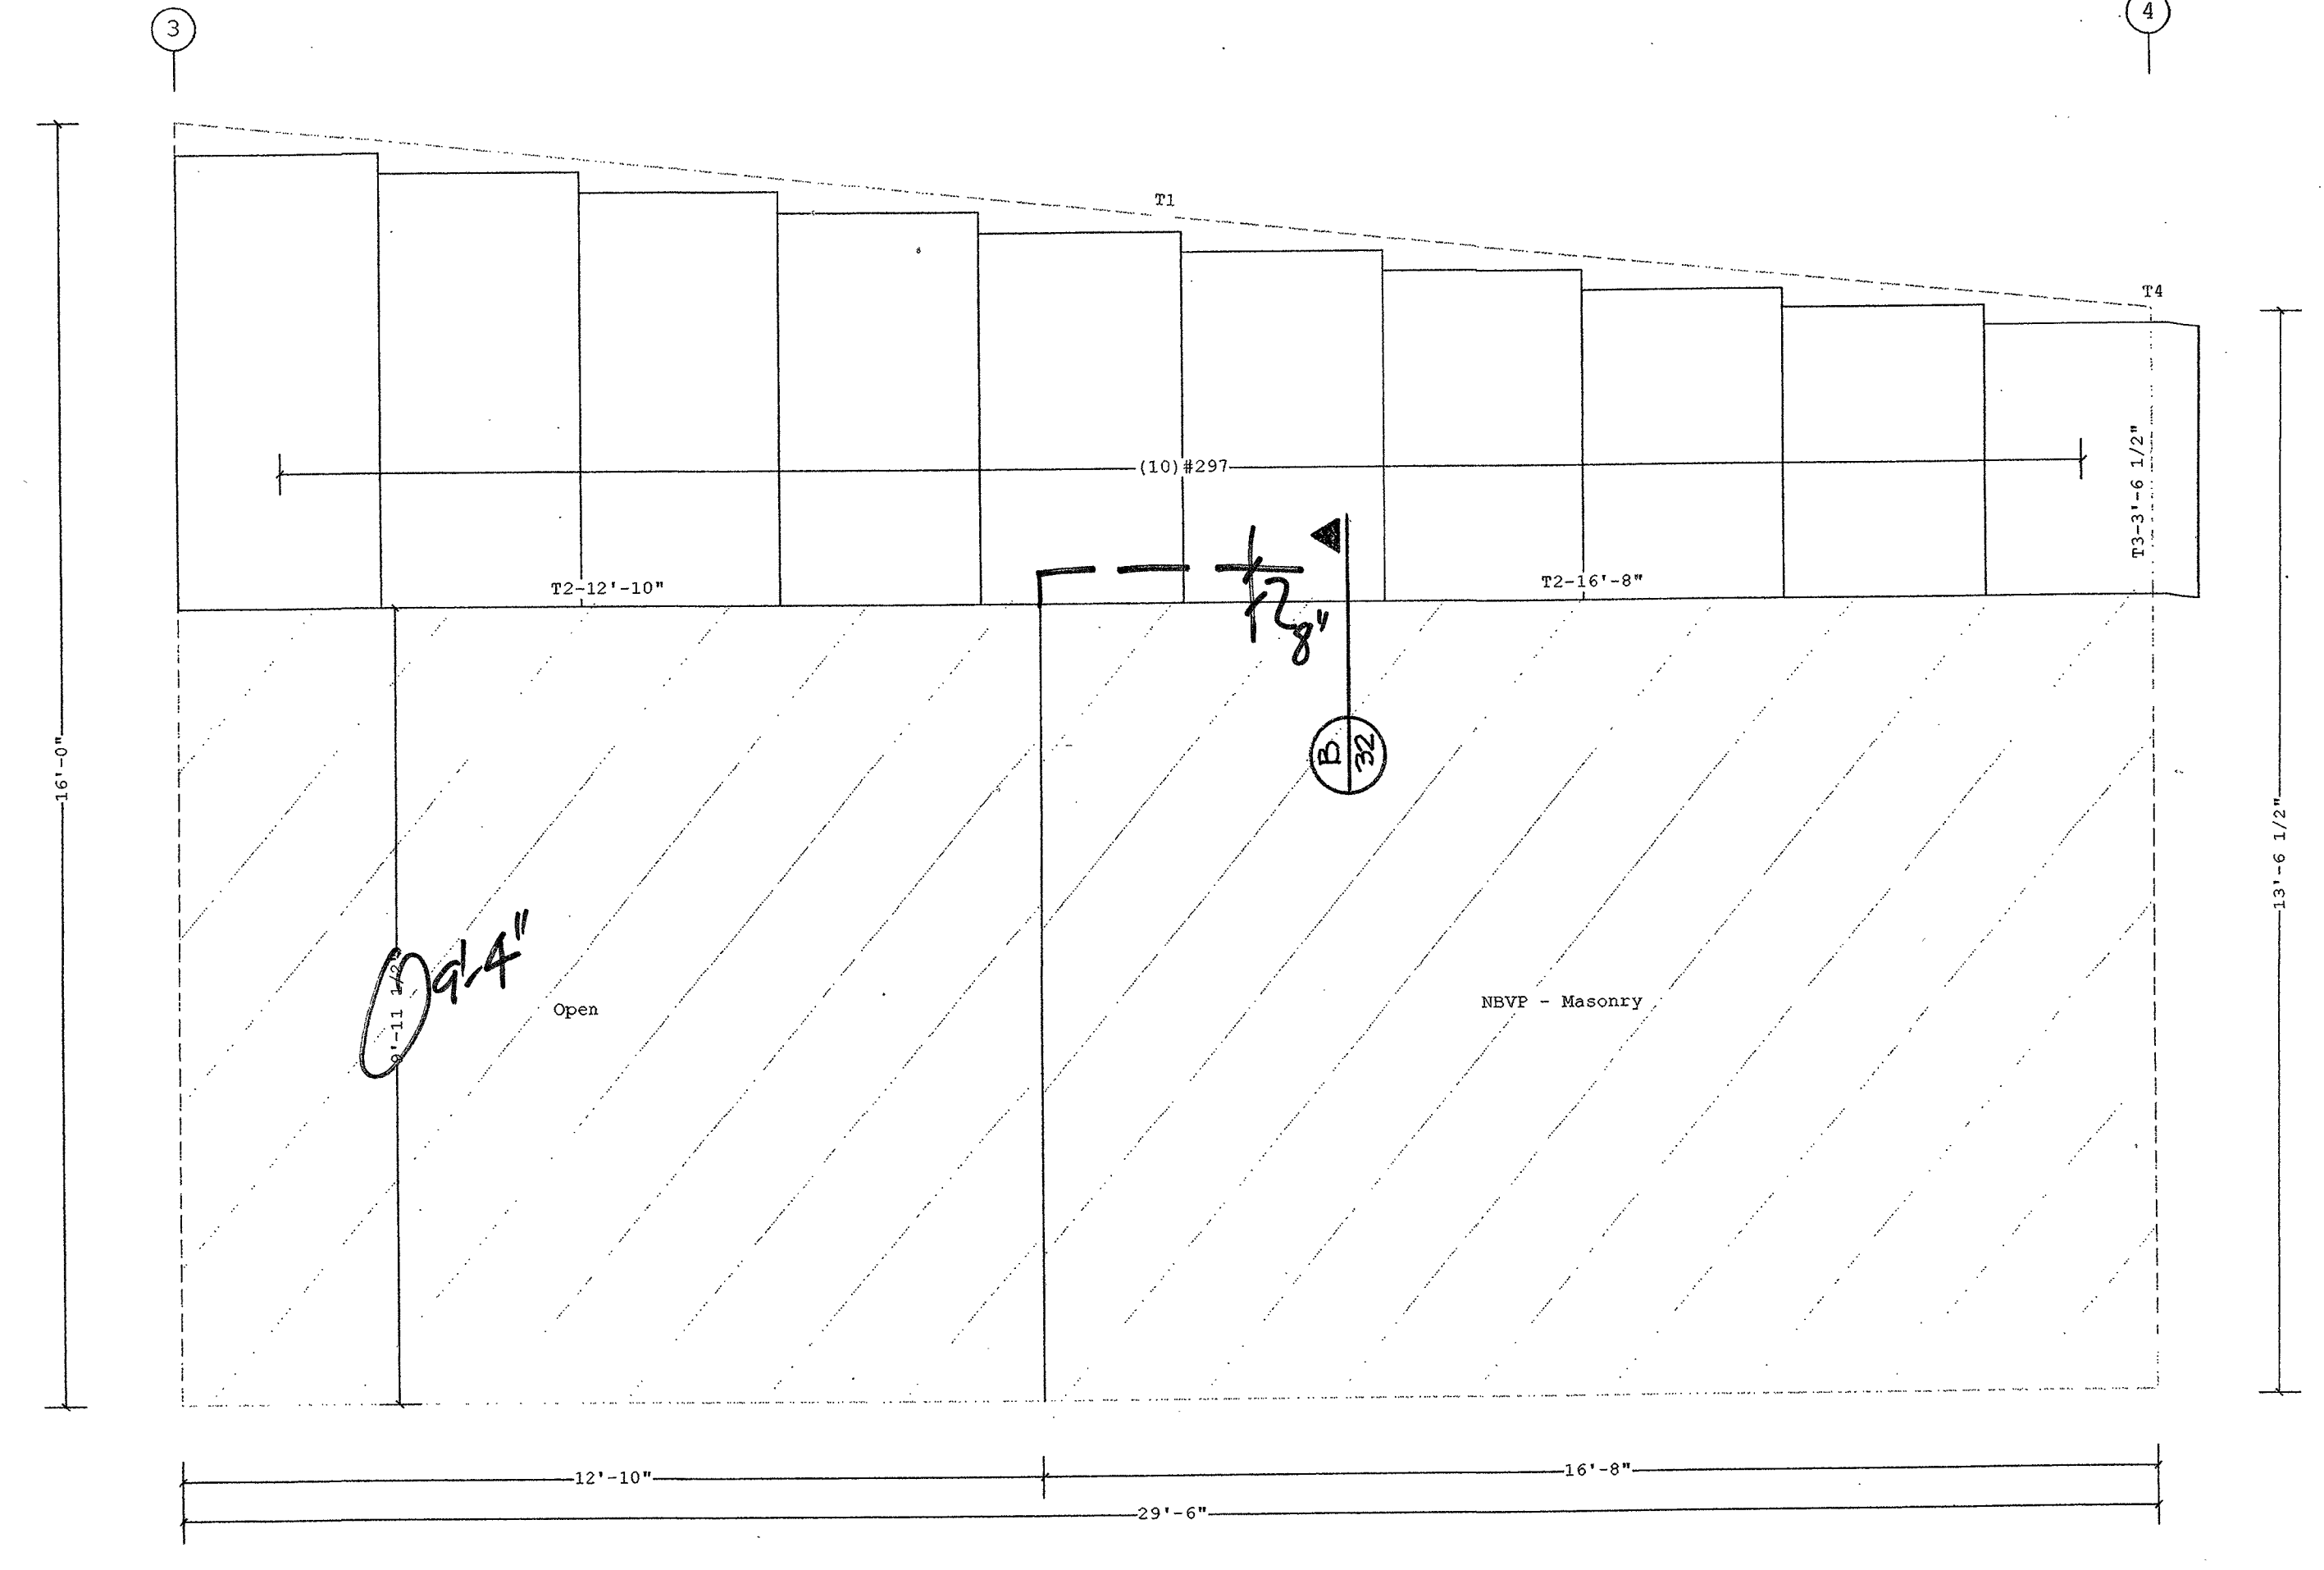 3
4
T1
T4
(10)#297
T3-3'-6 1/2"
T2-12'-10"
T2-16'-8"
8"
B
32
16'-0"
13'-6 1/2"
9'-11 1/2"
9'-4"
Open
NBVP - Masonry
12'-10"
16'-8"
29'-6"